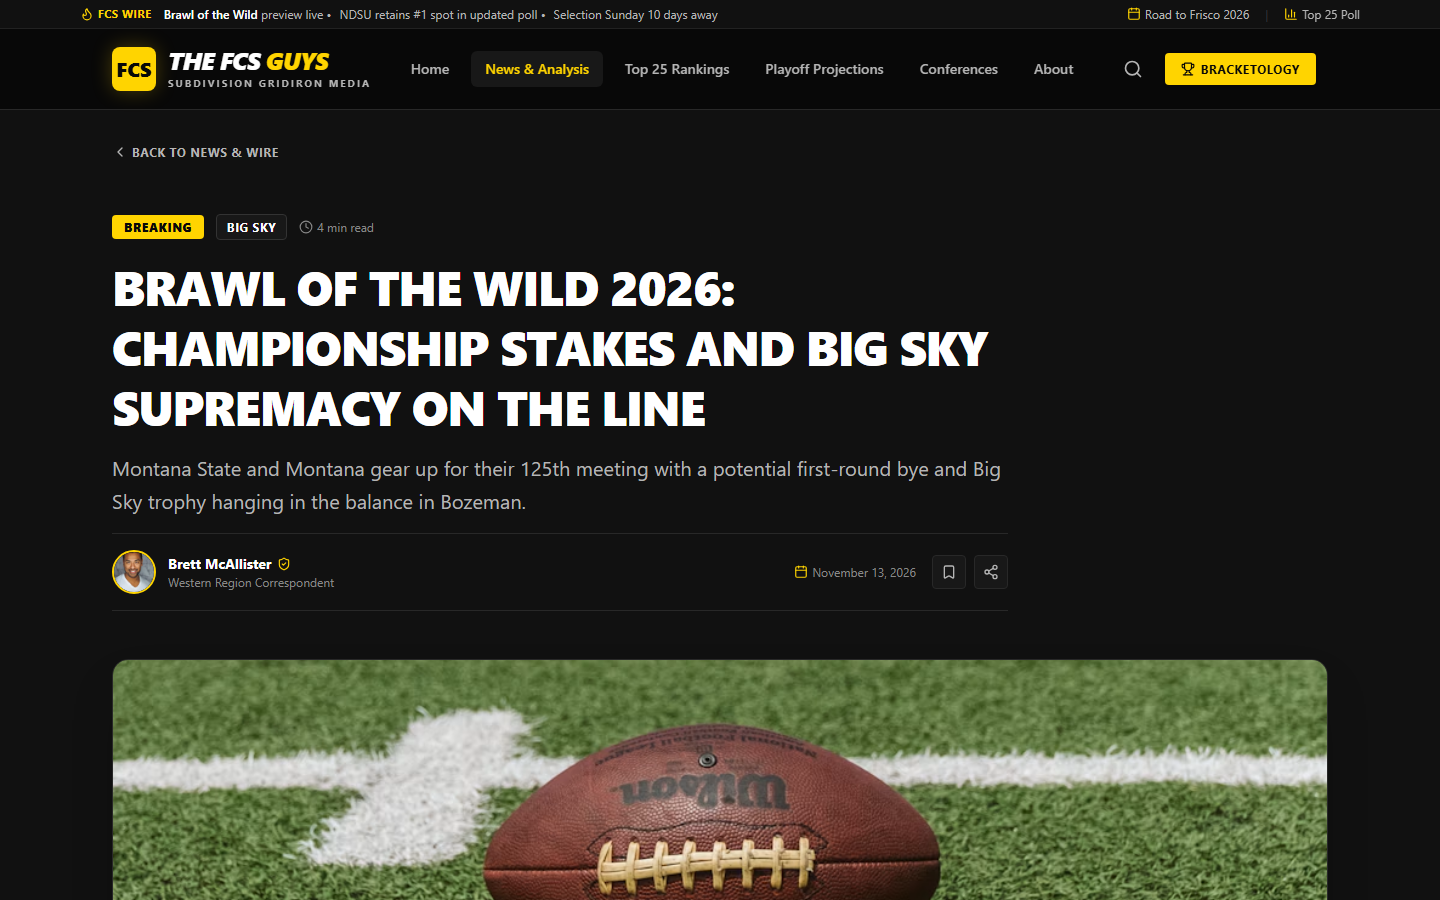 FCS WIRE Brawl of the Wild preview live • NDSU retains #1 spot in updated poll • Selection Sunday 10 days away Road to Frisco 2026 | Top 25 Poll
FCS THE FCS GUYS
SUBDIVISION GRIDIRON MEDIA
Home News & Analysis Top 25 Rankings Playoff Projections Conferences About BRACKETOLOGY
BACK TO NEWS & WIRE
BREAKING BIG SKY 4 min read
BRAWL OF THE WILD 2026:
CHAMPIONSHIP STAKES AND BIG SKY
SUPREMACY ON THE LINE
Montana State and Montana gear up for their 125th meeting with a potential first-round bye and Big
Sky trophy hanging in the balance in Bozeman.
Brett McAllister
Western Region Correspondent
November 13, 2026
National Football League
Wilson